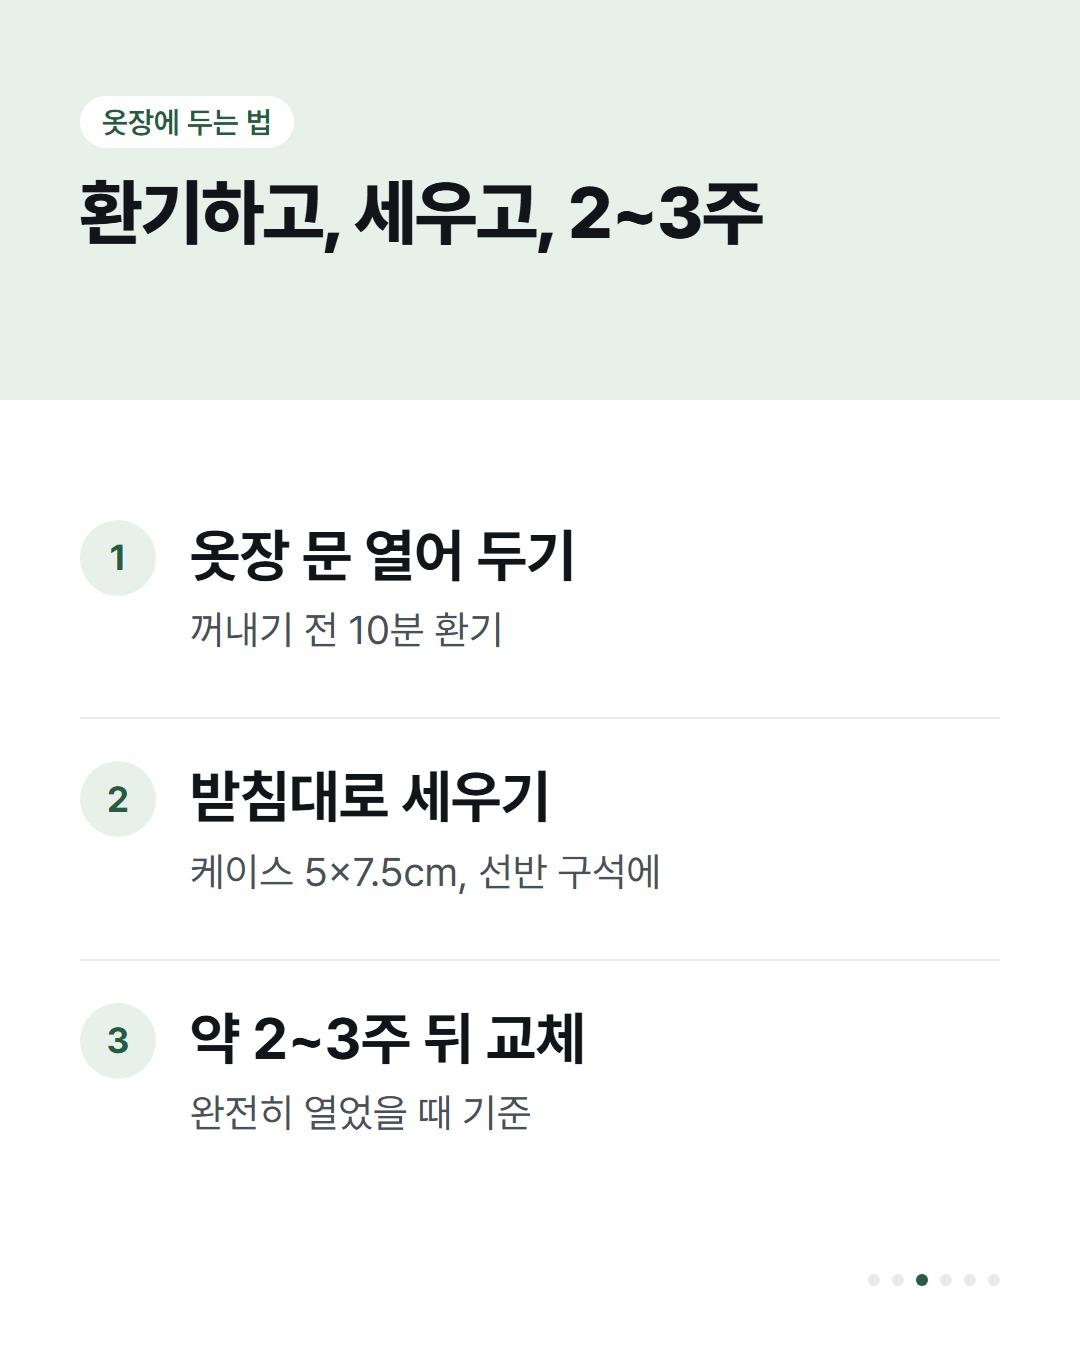 옷장에 두는 법
환기하고, 세우고, 2~3주
1
옷장 문 열어 두기
꺼내기 전 10분 환기
2
받침대로 세우기
케이스 5×7.5cm, 선반 구석에
3
약 2~3주 뒤 교체
완전히 열었을 때 기준